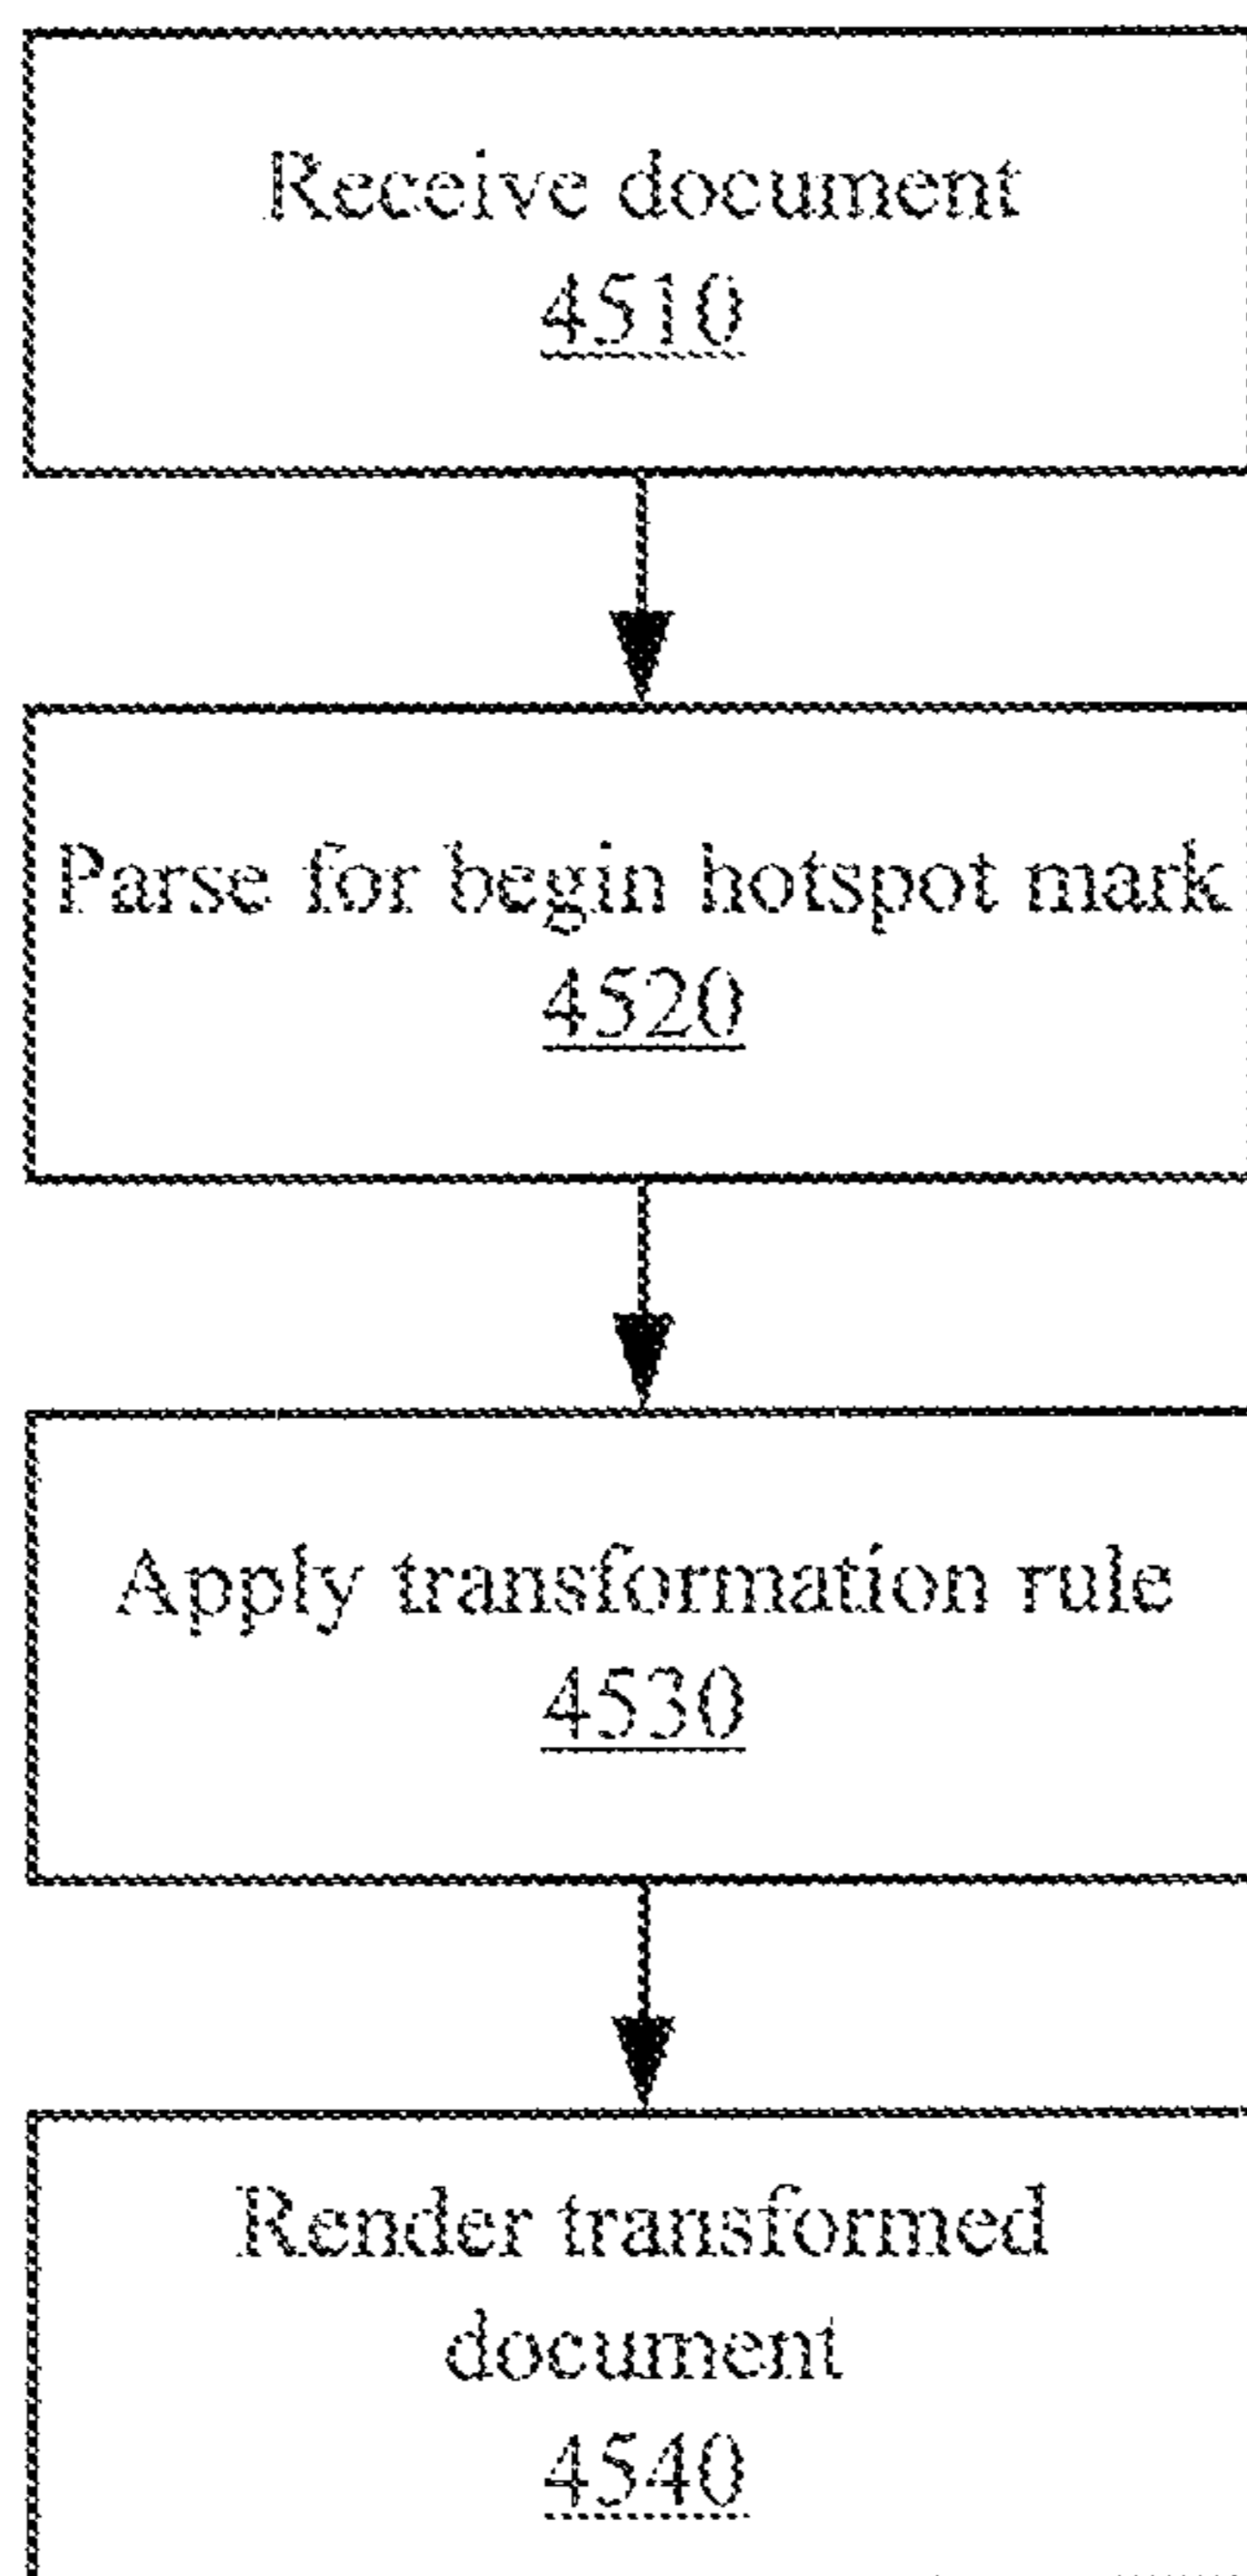 Receive document
4510
Parse for begin hotspot mark
4520
Apply transformation rule
4530
Render transformed
document
4540